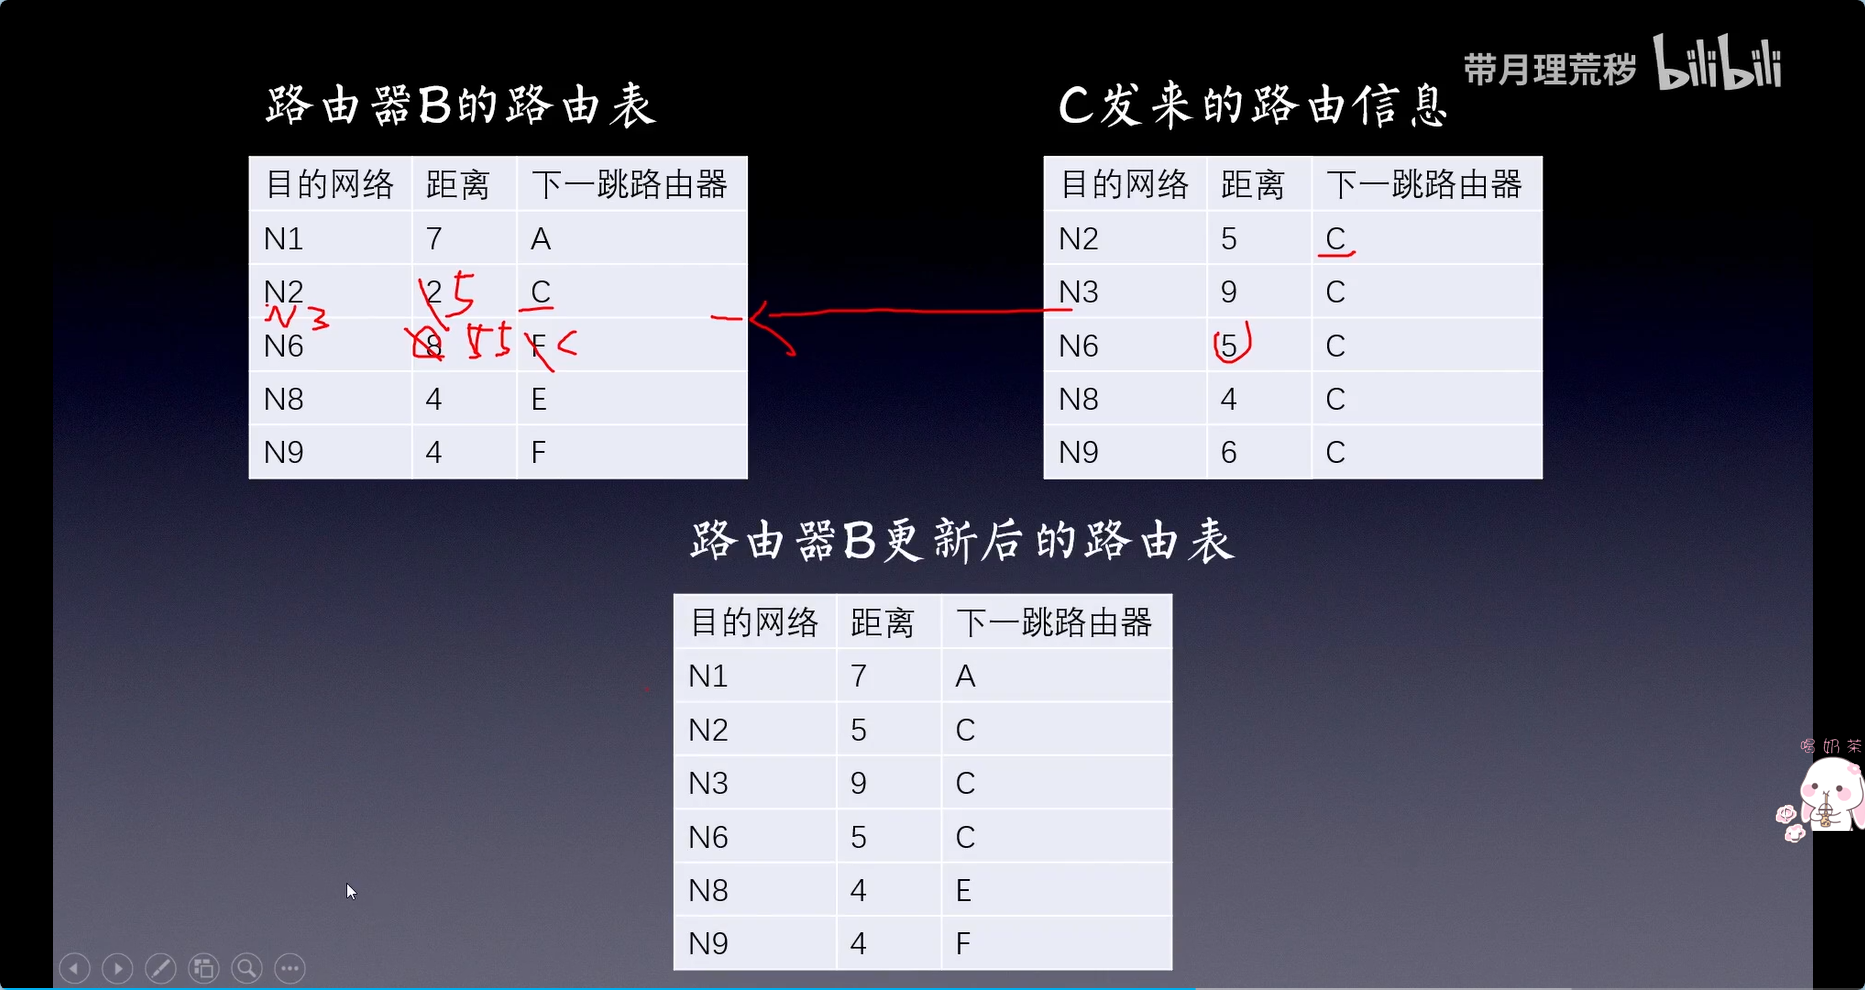 带月理荒秽 bilibili
路由器B的路由表
目的网络 距离 下一跳路由器
N1 7 A
N2 2 5 C
N3
N6 8 5 5 F C
N8 4 E
N9 4 F
C发来的路由信息
目的网络 距离 下一跳路由器
N2 5 C
N3 9 C
N6 5 C
N8 4 C
N9 6 C
路由器B更新后的路由表
目的网络 距离 下一跳路由器
N1 7 A
N2 5 C
N3 9 C
N6 5 C
N8 4 E
N9 4 F
喝奶茶